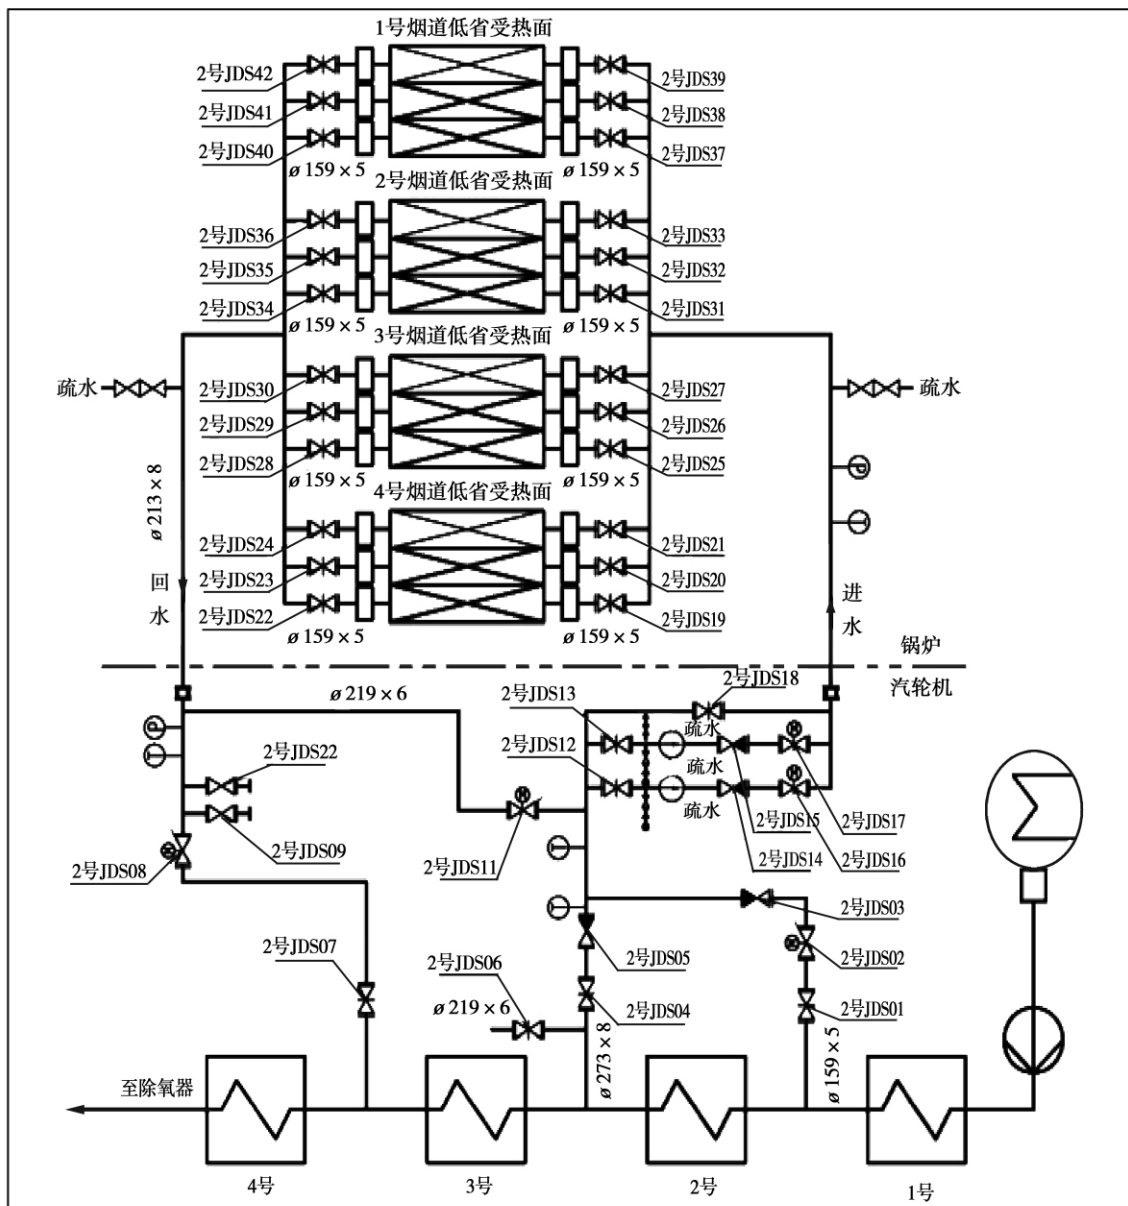 1号烟道低省受热面
2号JDS42
2号JDS39
2号JDS41
2号JDS38
2号JDS40
2号JDS37
ø 159 × 5
ø 159 × 5
2号烟道低省受热面
2号JDS36
2号JDS33
2号JDS35
2号JDS32
2号JDS34
2号JDS31
ø 159 × 5
ø 159 × 5
3号烟道低省受热面
疏水
疏水
2号JDS30
2号JDS27
2号JDS29
2号JDS26
2号JDS28
2号JDS25
ø 159 × 5
ø 159 × 5
P
T
ø 213 × 8
4号烟道低省受热面
2号JDS24
2号JDS21
2号JDS23
2号JDS20
2号JDS22
2号JDS19
ø 159 × 5
ø 159 × 5
回水
进水
锅炉
汽轮机
ø 219 × 6
2号JDS13
2号JDS18
疏水
2号JDS12
疏水
疏水
P
T
2号JDS22
2号JDS09
2号JDS08
2号JDS11
2号JDS15
2号JDS17
2号JDS14
2号JDS16
T
T
2号JDS03
2号JDS07
2号JDS06
2号JDS05
2号JDS02
ø 219 × 6
2号JDS04
2号JDS01
ø 273 × 8
ø 159 × 5
至除氧器
4号
3号
2号
1号